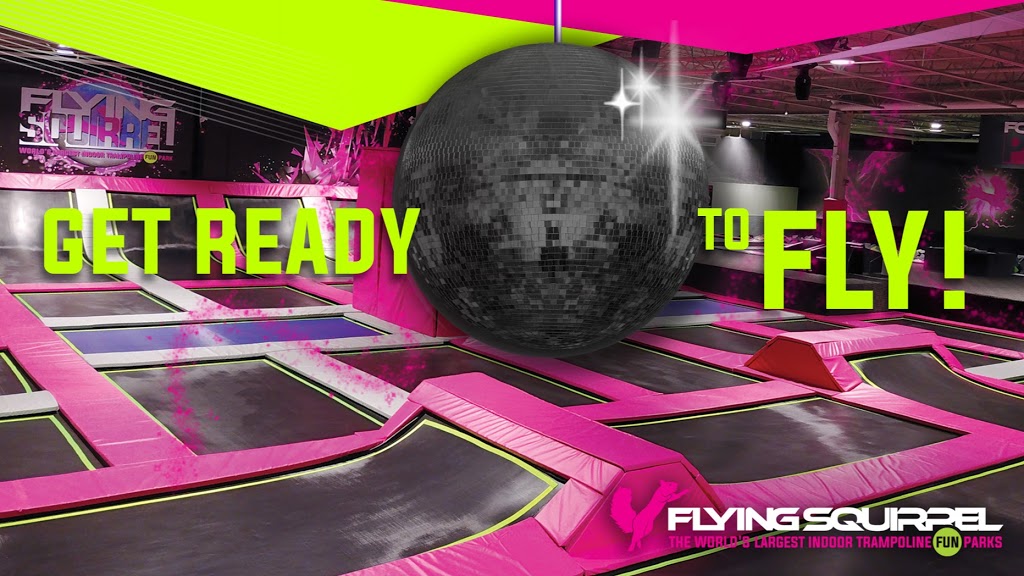 FLYING
SQUIRREL
WORLD'S LARGEST INDOOR TRAMPOLINE FUN PARK
GET READY
TO FLY!
FLYING SQUIRREL
THE WORLD'S LARGEST INDOOR TRAMPOLINE FUN PARKS